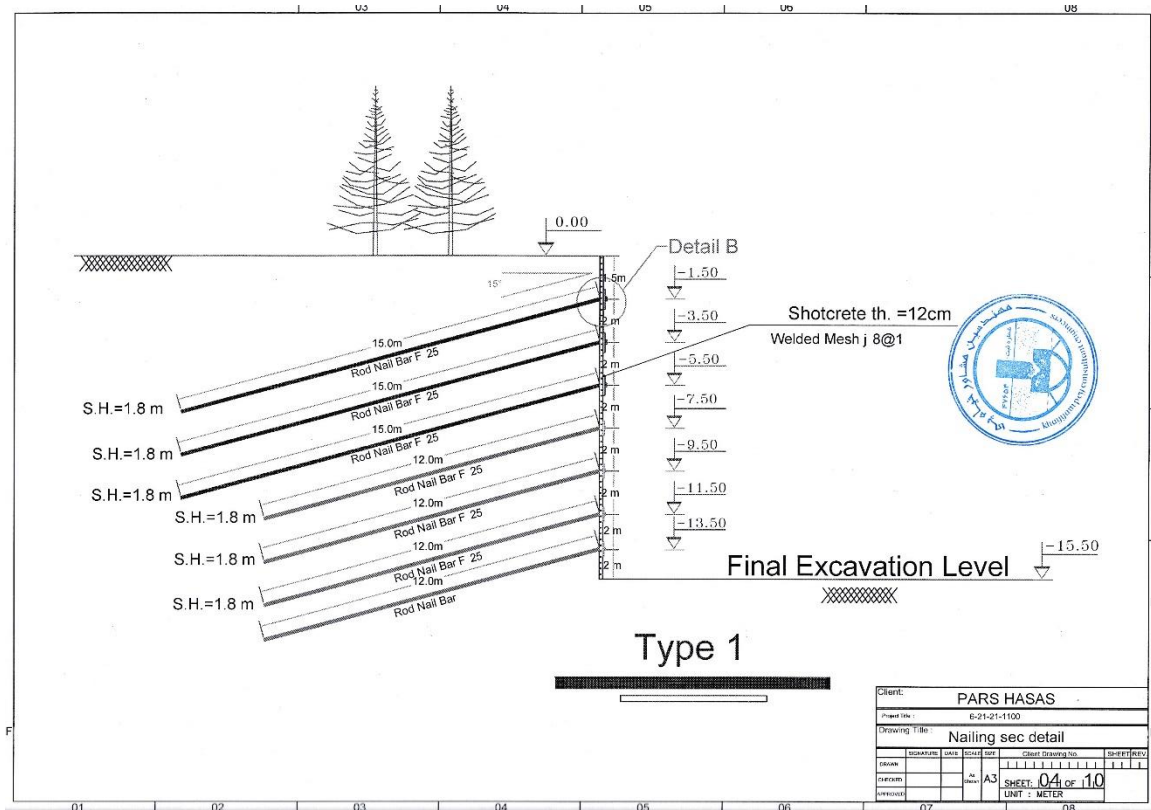 03 04 05 06 08
0.00
Detail B
15°
1.5m
-1.50
2 m
-3.50
Shotcrete th. =12cm
Welded Mesh j 8@1
2 m
-5.50
15.0m
Rod Nail Bar F 25
S.H.=1.8 m
2 m
-7.50
15.0m
Rod Nail Bar F 25
S.H.=1.8 m
2 m
-9.50
15.0m
Rod Nail Bar F 25
S.H.=1.8 m
2 m
-11.50
12.0m
Rod Nail Bar F 25
S.H.=1.8 m
2 m
-13.50
12.0m
Rod Nail Bar F 25
S.H.=1.8 m
2 m
12.0m
Rod Nail Bar F 25
S.H.=1.8 m
12.0m
Rod Nail Bar
Final Excavation Level
-15.50
Type 1
Client: PARS HASAS
Project Title : 6-21-21-1100
Drawing Title : Nailing sec detail
SIGNATURE DATE SCALE SIZE Client Drawing No. SHEET REV.
DRAWN
CHECKED As Shown A3 SHEET: 04 OF 10
APPROVED UNIT : METER
F
01 02 03 04 05 06 07 08